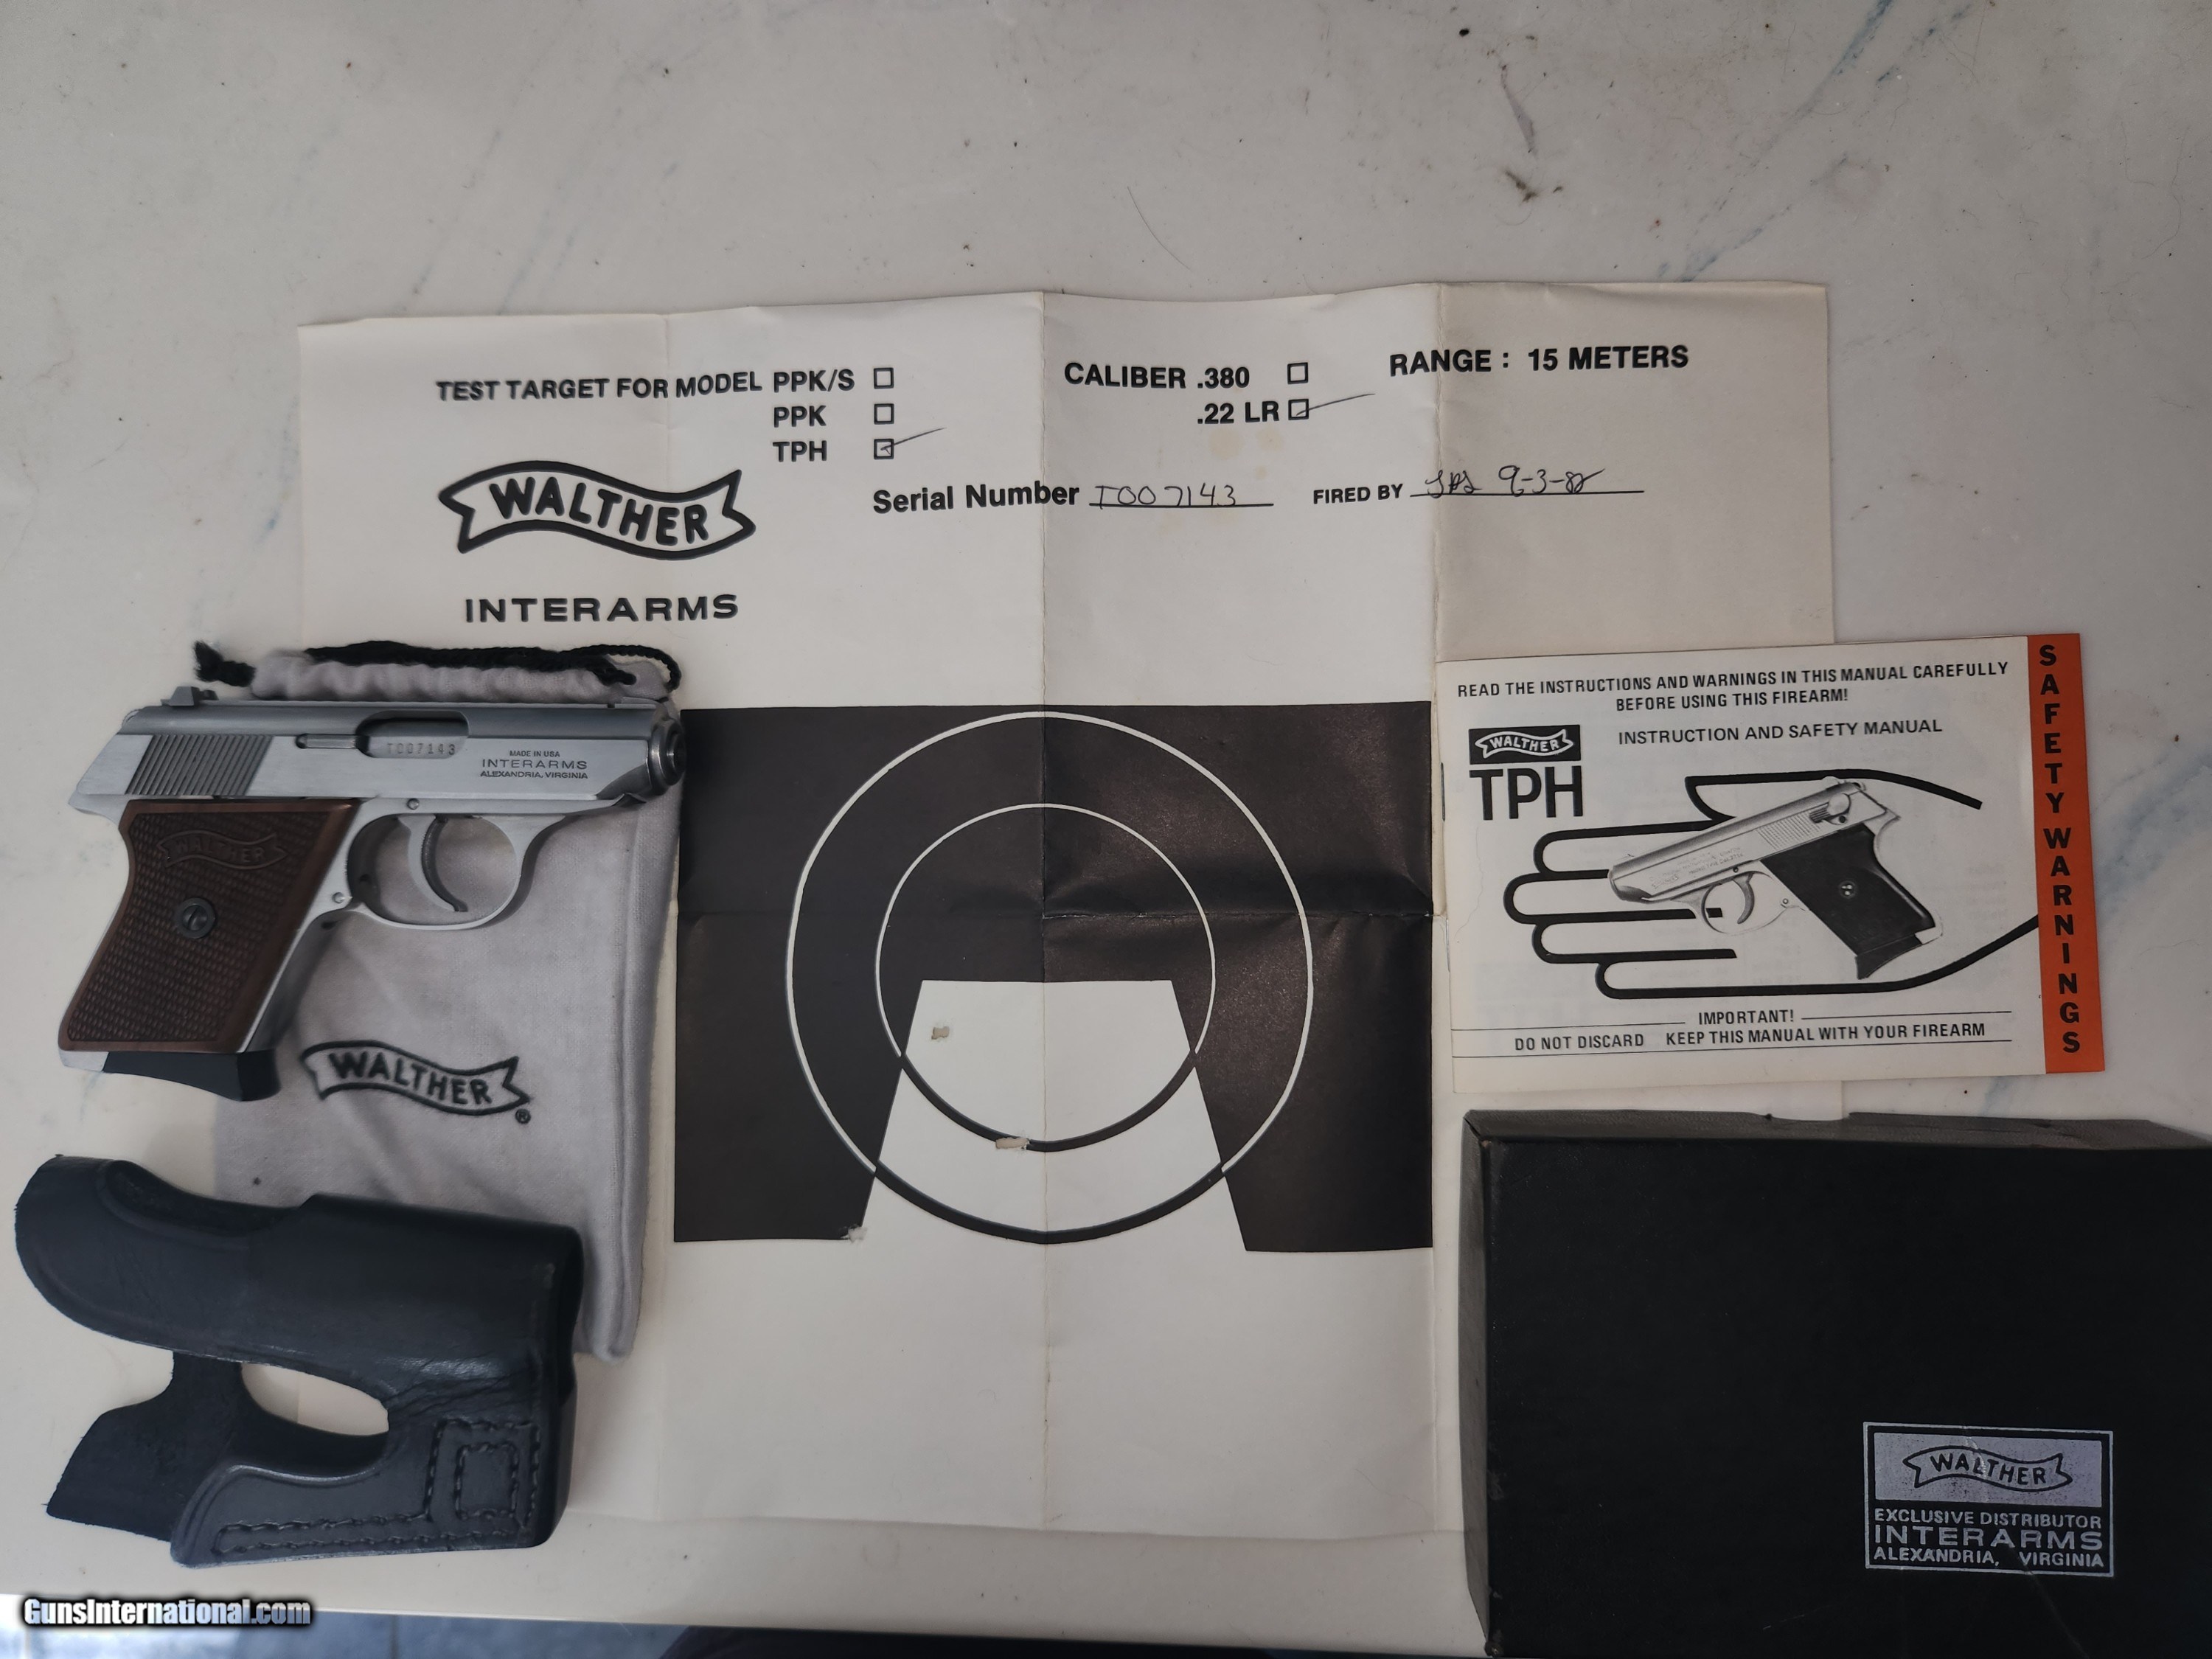 TEST TARGET FOR MODEL PPK/S
PPK
TPH
CALIBER .380
.22 LR
RANGE : 15 METERS
WALTHER
INTERARMS
Serial Number T007143
FIRED BY
T007143
MADE IN USA
INTERARMS
ALEXANDRIA, VIRGINIA
WALTHER
WALTHER
®
READ THE INSTRUCTIONS AND WARNINGS IN THIS MANUAL CAREFULLY
BEFORE USING THIS FIREARM!
WALTHER
INSTRUCTION AND SAFETY MANUAL
TPH
IMPORTANT!
DO NOT DISCARD KEEP THIS MANUAL WITH YOUR FIREARM
SAFETY WARNINGS
WALTHER
EXCLUSIVE DISTRIBUTOR
INTERARMS
ALEXANDRIA, VIRGINIA
GunsInternational.com